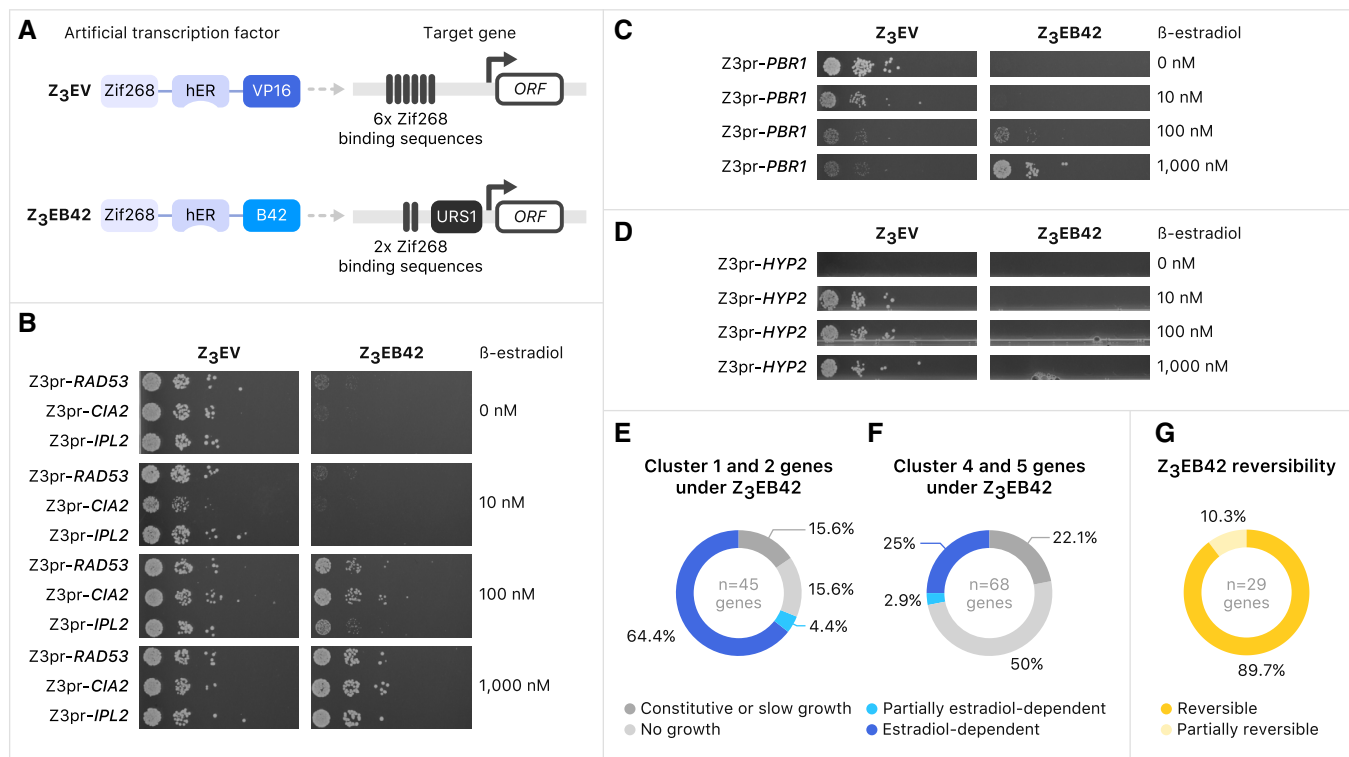 A
Artificial transcription factor
Target gene
Z3EV
Zif268
hER
VP16
ORF
6x Zif268
binding sequences
Z3EB42
Zif268
hER
B42
URS1
ORF
2x Zif268
binding sequences
B
Z3EV
Z3EB42
ß-estradiol
Z3pr-RAD53
Z3pr-CIA2
Z3pr-IPL2
0 nM
Z3pr-RAD53
Z3pr-CIA2
Z3pr-IPL2
10 nM
Z3pr-RAD53
Z3pr-CIA2
Z3pr-IPL2
100 nM
Z3pr-RAD53
Z3pr-CIA2
Z3pr-IPL2
1,000 nM
C
Z3EV
Z3EB42
ß-estradiol
Z3pr-PBR1
0 nM
Z3pr-PBR1
10 nM
Z3pr-PBR1
100 nM
Z3pr-PBR1
1,000 nM
D
Z3EV
Z3EB42
ß-estradiol
Z3pr-HYP2
0 nM
Z3pr-HYP2
10 nM
Z3pr-HYP2
100 nM
Z3pr-HYP2
1,000 nM
E
Cluster 1 and 2 genes
under Z3EB42
15.6%
15.6%
4.4%
64.4%
n=45
genes
F
Cluster 4 and 5 genes
under Z3EB42
22.1%
25%
2.9%
50%
n=68
genes
Constitutive or slow growth
No growth
Partially estradiol-dependent
Estradiol-dependent
G
Z3EB42 reversibility
10.3%
n=29
genes
89.7%
Reversible
Partially reversible